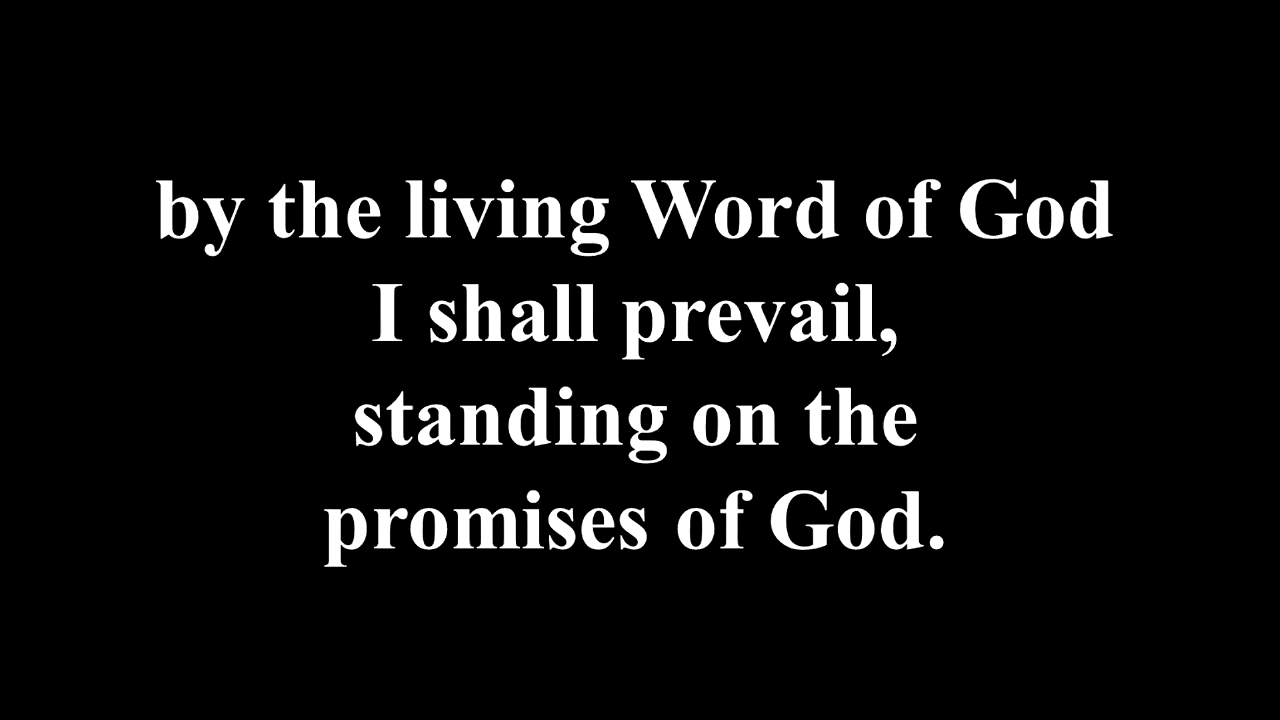 by the living Word of God
I shall prevail,
standing on the
promises of God.